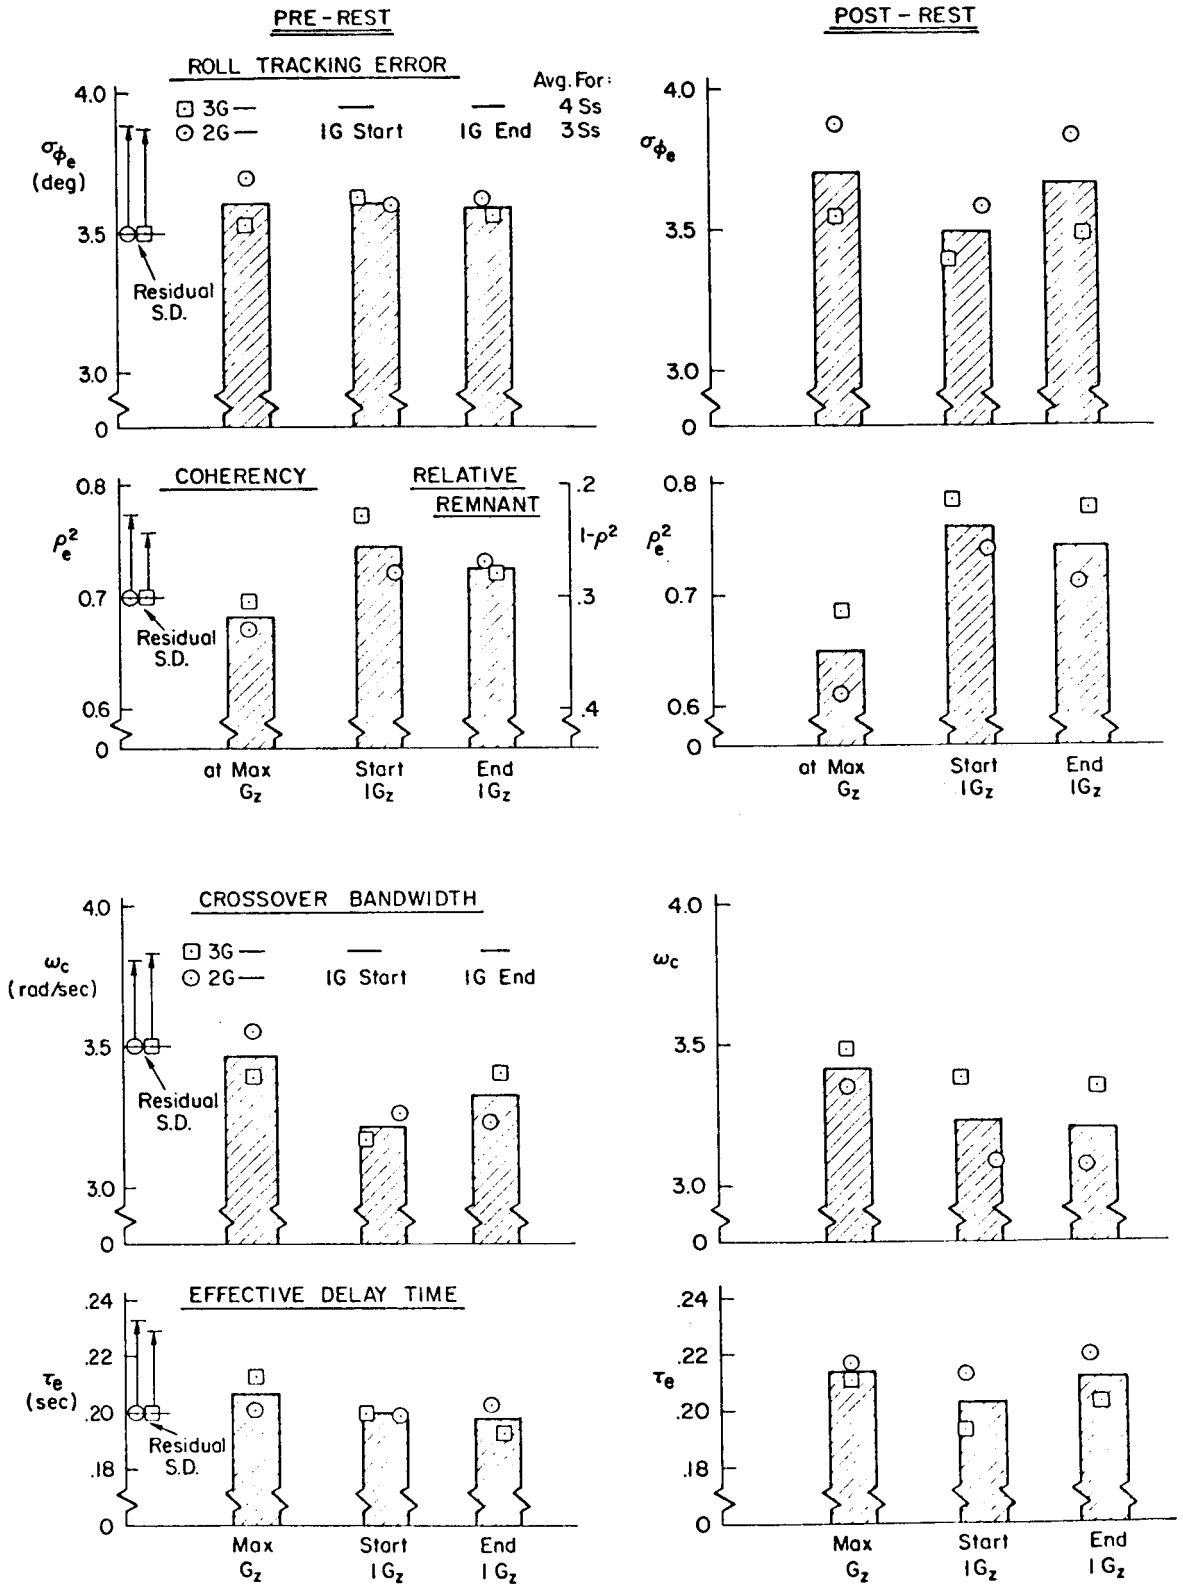 PRE-REST
POST-REST
ROLL TRACKING ERROR
Avg. For:
3G — — — 4 Ss
2G — 1G Start 1G End 3 Ss
4.0
σϕe
(deg)
3.5
Residual
S.D.
3.0
0
4.0
σϕe
3.5
3.0
0
COHERENCY
RELATIVE
REMNANT
0.8
ρe²
0.7
Residual
S.D.
0.6
0
.2
1-ρ²
.3
.4
0.8
ρe²
0.7
0.6
0
at Max Start End
Gz 1Gz 1Gz
at Max Start End
Gz 1Gz 1Gz
CROSSOVER BANDWIDTH
3G — — —
2G — 1G Start 1G End
4.0
ωc
(rad/sec)
3.5
Residual
S.D.
3.0
0
4.0
ωc
3.5
3.0
0
EFFECTIVE DELAY TIME
.24
.22
τe
(sec)
.20
Residual
S.D.
.18
0
.24
.22
τe
.20
.18
0
Max Start End
Gz 1Gz 1Gz
Max Start End
Gz 1Gz 1Gz